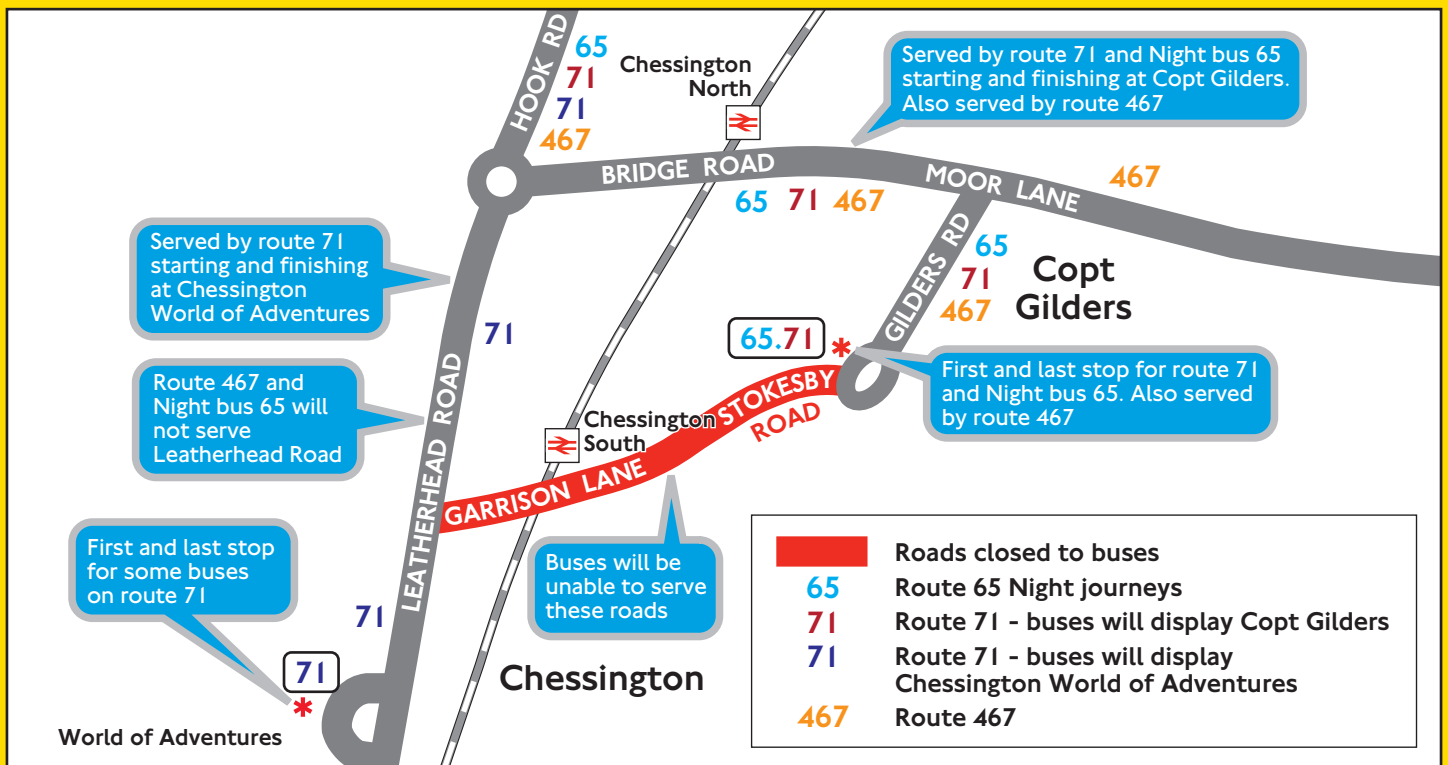 HOOK RD
65
71
71
467
Chessington
North
Served by route 71 and Night bus 65
starting and finishing at Copt Gilders.
Also served by route 467
BRIDGE ROAD
MOOR LANE
467
65 71 467
Served by route 71
starting and finishing
at Chessington
World of Adventures
71
GILDERS RD
65
71
467
Copt
Gilders
65.71 *
First and last stop for route 71
and Night bus 65. Also served
by route 467
Route 467 and
Night bus 65 will
not serve
Leatherhead Road
LEATHERHEAD ROAD
Chessington
South
STOKESBY
ROAD
GARRISON LANE
Buses will be
unable to serve
these roads
First and last stop
for some buses
on route 71
71
71
*
World of Adventures
Chessington
Roads closed to buses
65 Route 65 Night journeys
71 Route 71 - buses will display Copt Gilders
71 Route 71 - buses will display
Chessington World of Adventures
467 Route 467